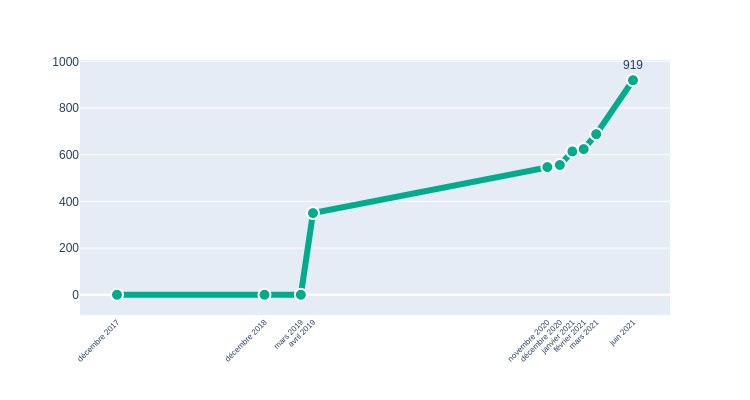 1000
919
800
600
400
200
0
décembre 2017
décembre 2018
mars 2019
avril 2019
novembre 2020
décembre 2020
janvier 2021
février 2021
mars 2021
juin 2021